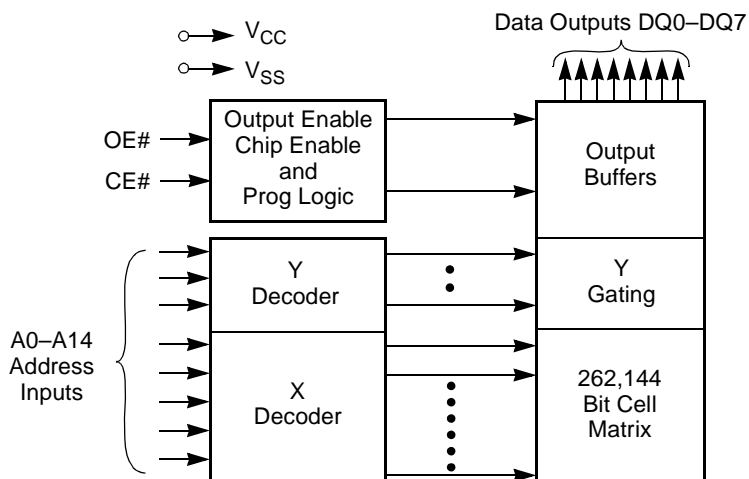 Data Outputs DQ0–DQ7
VCC
VSS
OE#
CE#
Output Enable
Chip Enable
and
Prog Logic
Output
Buffers
Y
Decoder
Y
Gating
A0–A14
Address
Inputs
X
Decoder
262,144
Bit Cell
Matrix